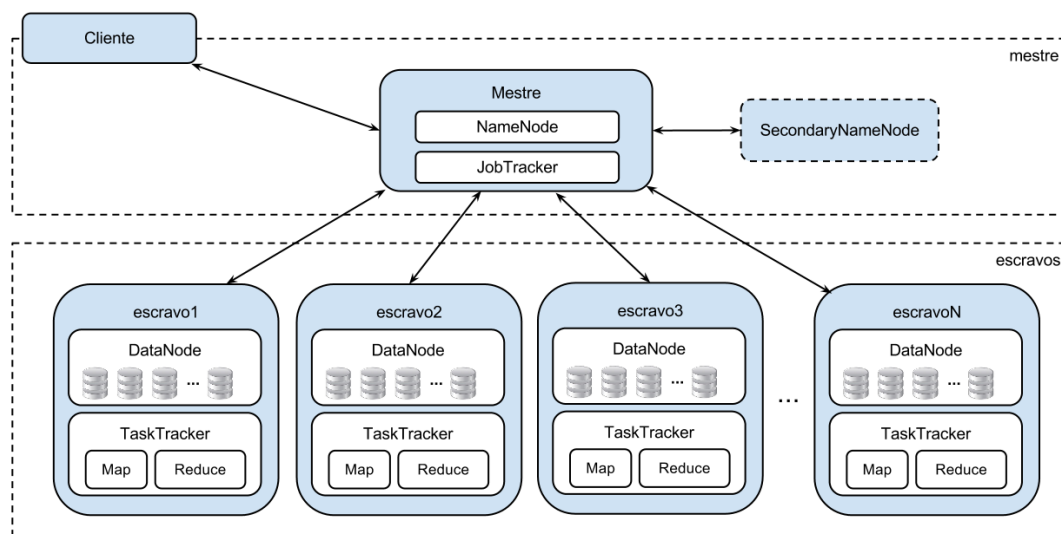 Cliente
mestre
Mestre
NameNode
SecondaryNameNode
JobTracker
escravos
escravo1
escravo2
escravo3
escravoN
DataNode
DataNode
DataNode
DataNode
...
...
...
...
...
TaskTracker
TaskTracker
TaskTracker
TaskTracker
Map
Reduce
Map
Reduce
Map
Reduce
Map
Reduce